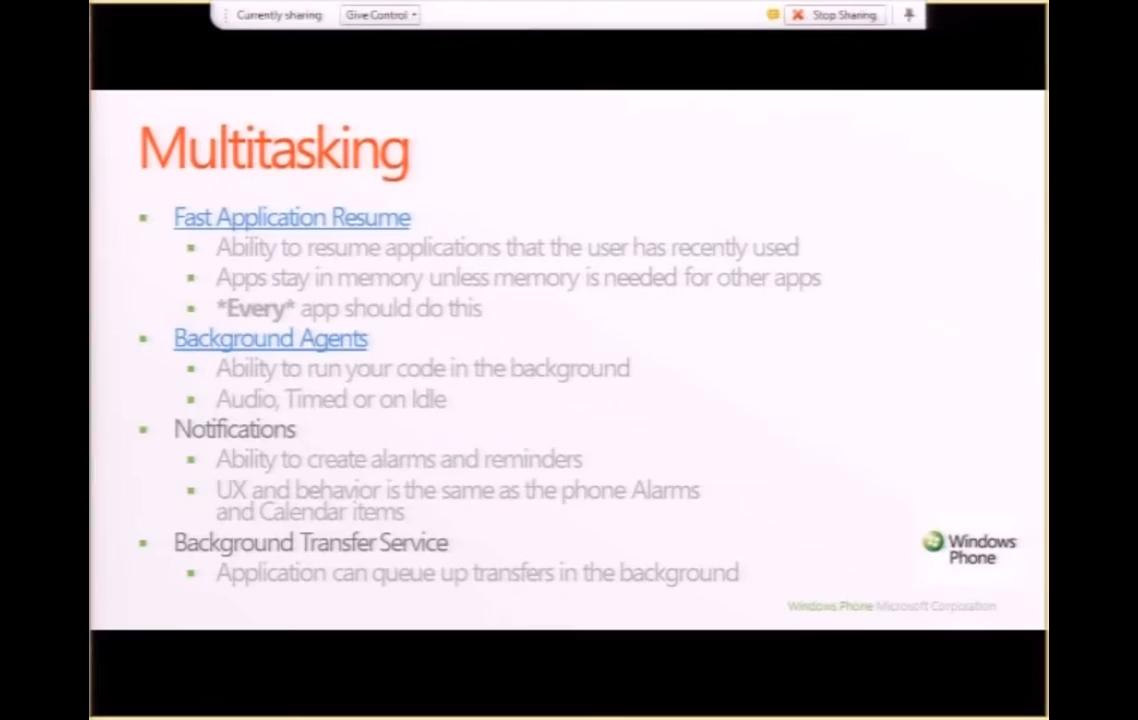 Currently sharing Give Control Stop Sharing
Multitasking
Fast Application Resume
Ability to resume applications that the user has recently used
Apps stay in memory unless memory is needed for other apps
*Every* app should do this
Background Agents
Ability to run your code in the background
Audio, Timed or on Idle
Notifications
Ability to create alarms and reminders
UX and behavior is the same as the phone Alarms
and Calendar items
Background Transfer Service
Application can queue up transfers in the background
Windows
Phone
Windows Phone Microsoft Corporation